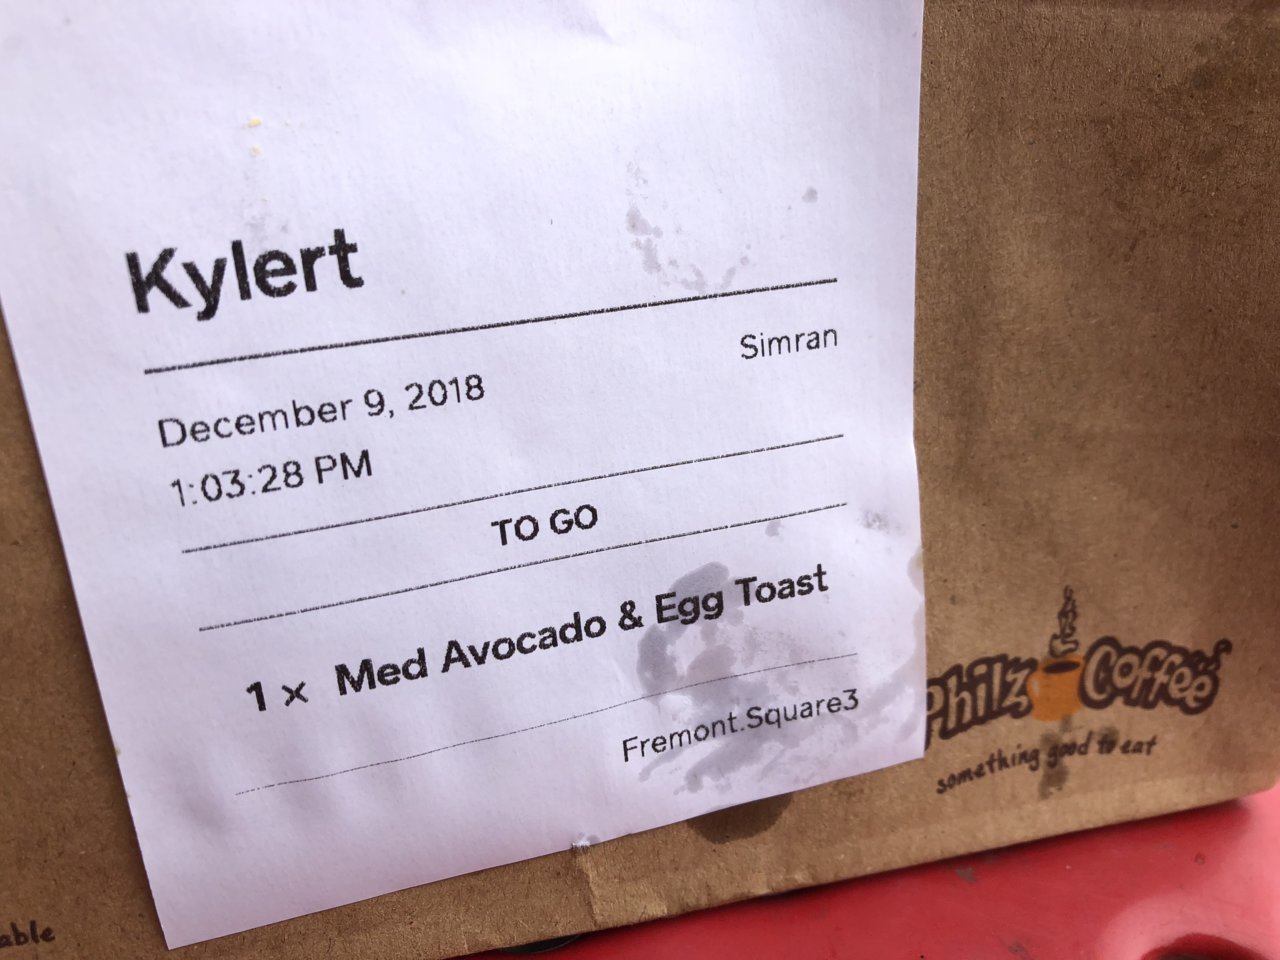 Kylert
Simran
December 9, 2018
1:03:28 PM
TO GO
1 x Med Avocado & Egg Toast
Fremont.Square3
Philz Coffee
something good to eat
able